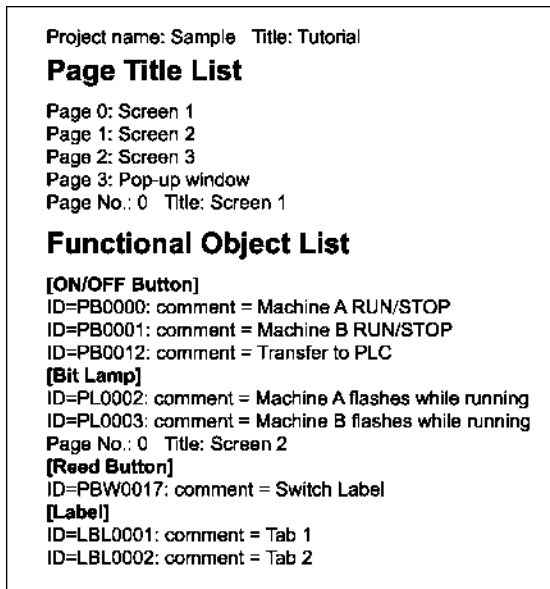 Project name: Sample Title: Tutorial
Page Title List
Page 0: Screen 1
Page 1: Screen 2
Page 2: Screen 3
Page 3: Pop-up window
Page No.: 0 Title: Screen 1
Functional Object List
[ON/OFF Button]
ID=PB0000: comment = Machine A RUN/STOP
ID=PB0001: comment = Machine B RUN/STOP
ID=PB0012: comment = Transfer to PLC
[Bit Lamp]
ID=PL0002: comment = Machine A flashes while running
ID=PL0003: comment = Machine B flashes while running
Page No.: 0 Title: Screen 2
[Reed Button]
ID=PBW0017: comment = Switch Label
[Label]
ID=LBL0001: comment = Tab 1
ID=LBL0002: comment = Tab 2